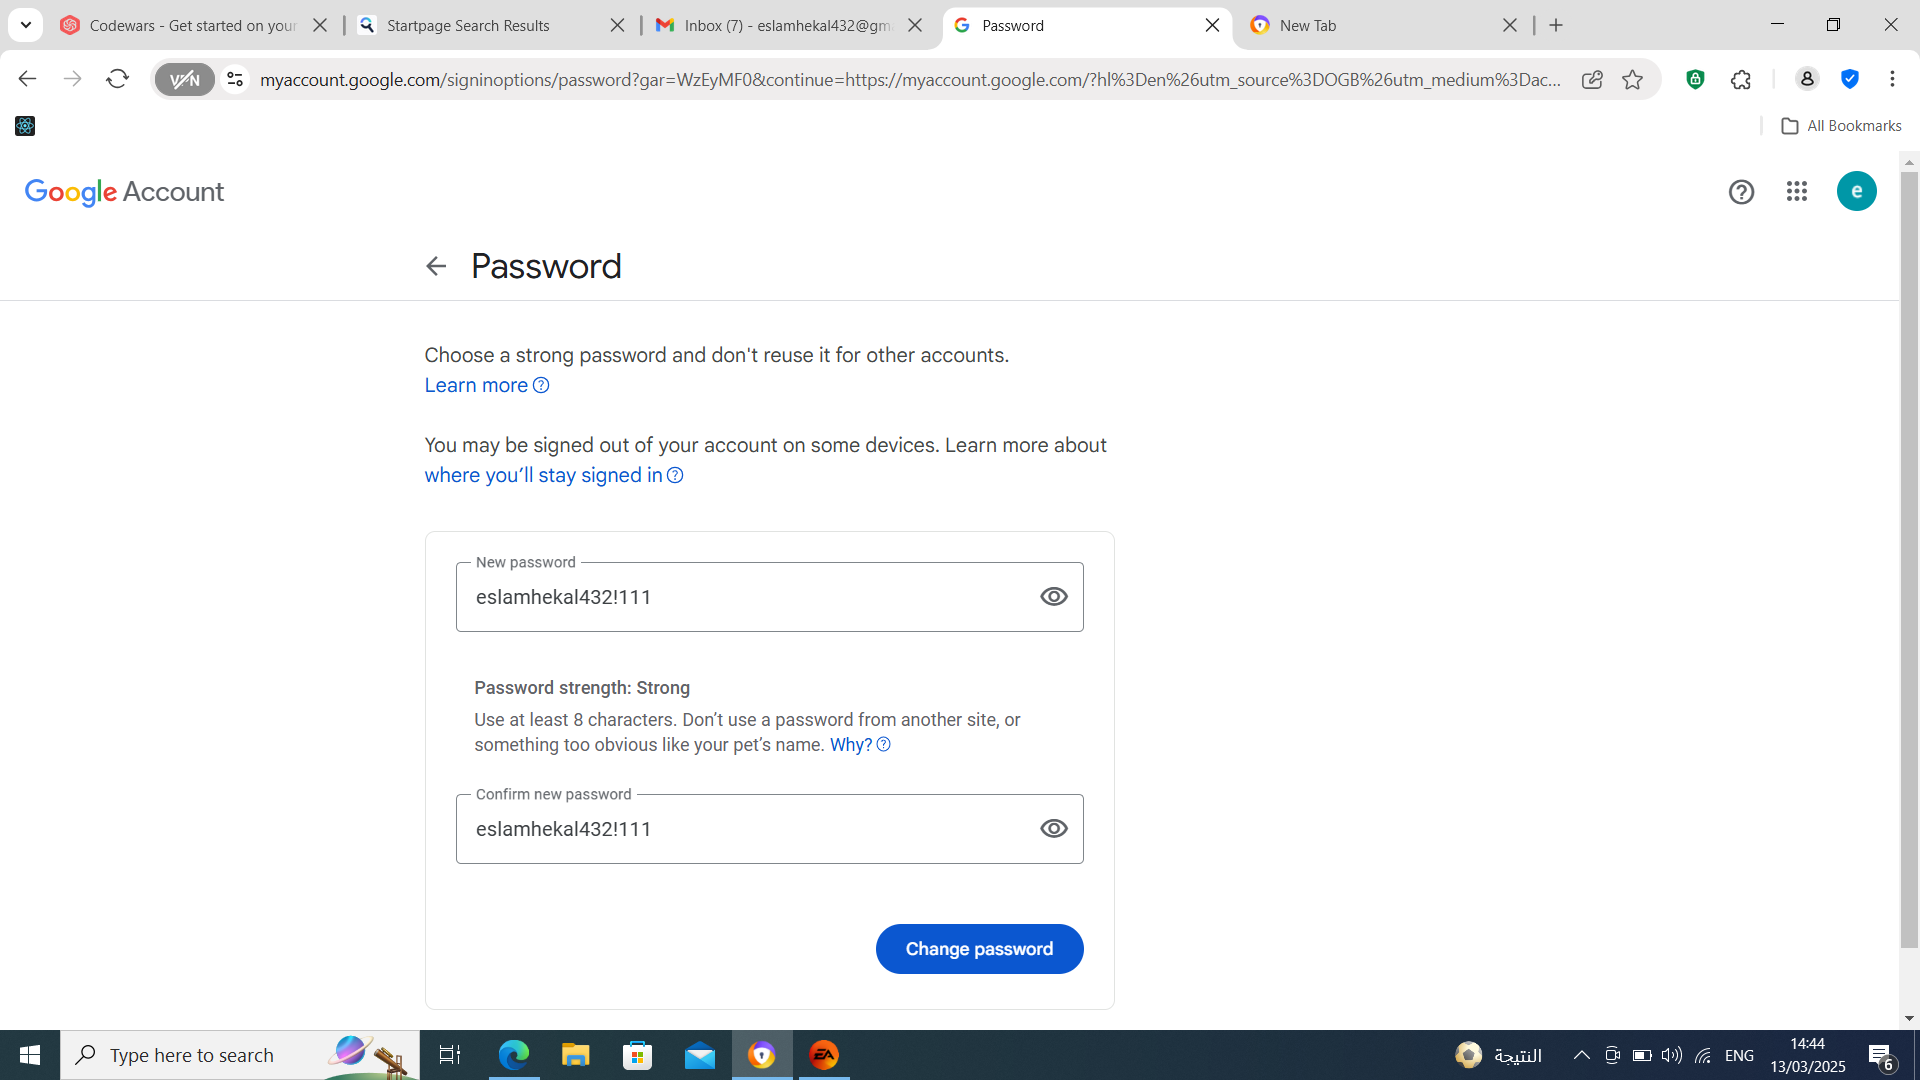 Codewars - Get started on your
Startpage Search Results
Inbox (7) - eslamhekal432@gma
Password
New Tab
VPN
myaccount.google.com/signinoptions/password?gar=WzEyMF0&continue=https://myaccount.google.com/?hl%3Den%26utm_source%3DOGB%26utm_medium%3Dac...
All Bookmarks
Google Account
e
Password
Choose a strong password and don't reuse it for other accounts.
Learn more
You may be signed out of your account on some devices. Learn more about
where you’ll stay signed in
New password
eslamhekal432!111
Password strength: Strong
Use at least 8 characters. Don’t use a password from another site, or
something too obvious like your pet’s name. Why?
Confirm new password
eslamhekal432!111
Change password
Type here to search
EA
النتيجة
ENG
14:44
13/03/2025
6